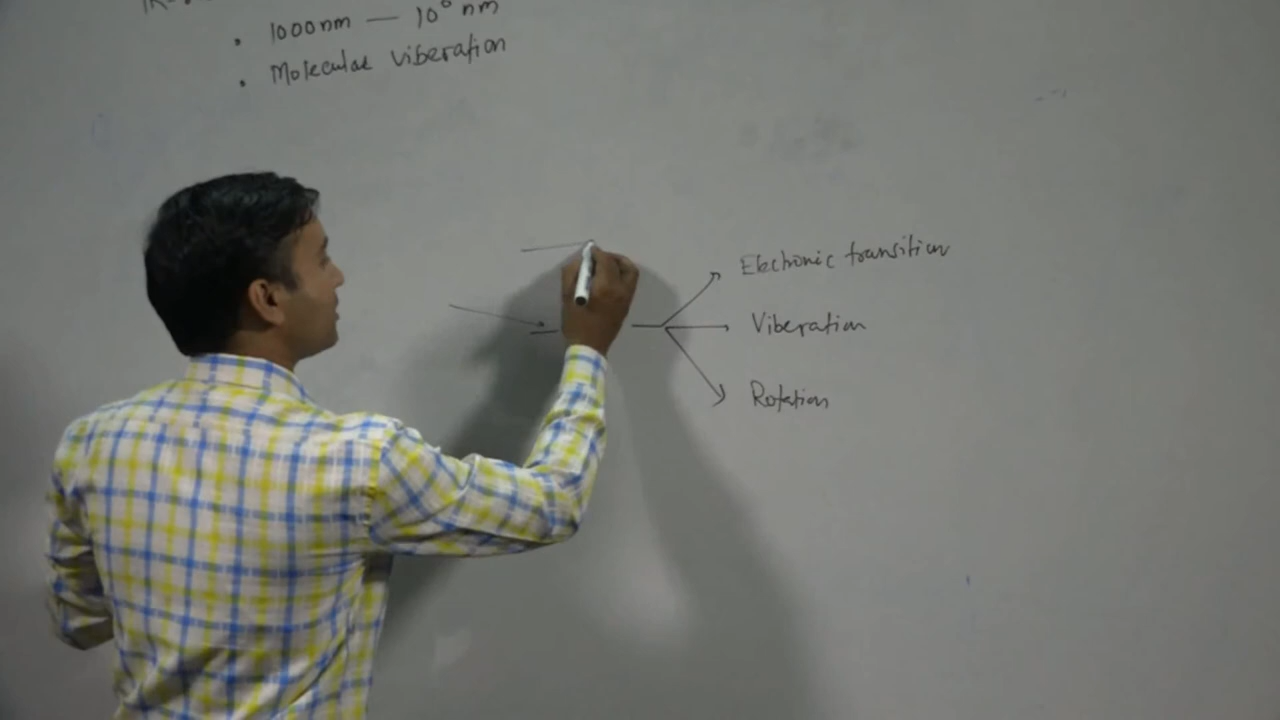 • 1000nm — 10⁶ nm
• Molecular viberation
Electronic transition
Viberation
Rotation